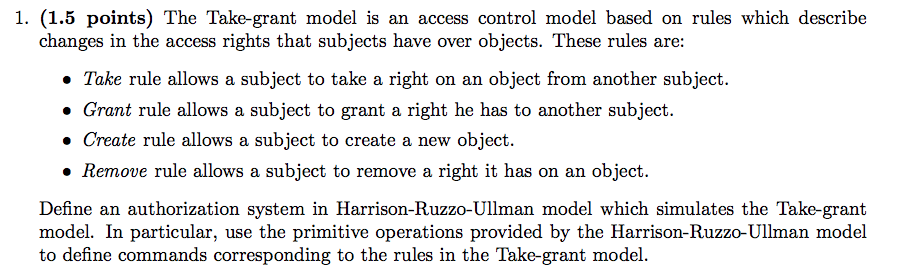 1. (1.5 points) The Take-grant model is an access control model based on rules which describe
changes in the access rights that subjects have over objects. These rules are:
• Take rule allows a subject to take a right on an object from another subject.
• Grant rule allows a subject to grant a right he has to another subject.
• Create rule allows a subject to create a new object.
• Remove rule allows a subject to remove a right it has on an object.
Define an authorization system in Harrison-Ruzzo-Ullman model which simulates the Take-grant
model. In particular, use the primitive operations provided by the Harrison-Ruzzo-Ullman model
to define commands corresponding to the rules in the Take-grant model.